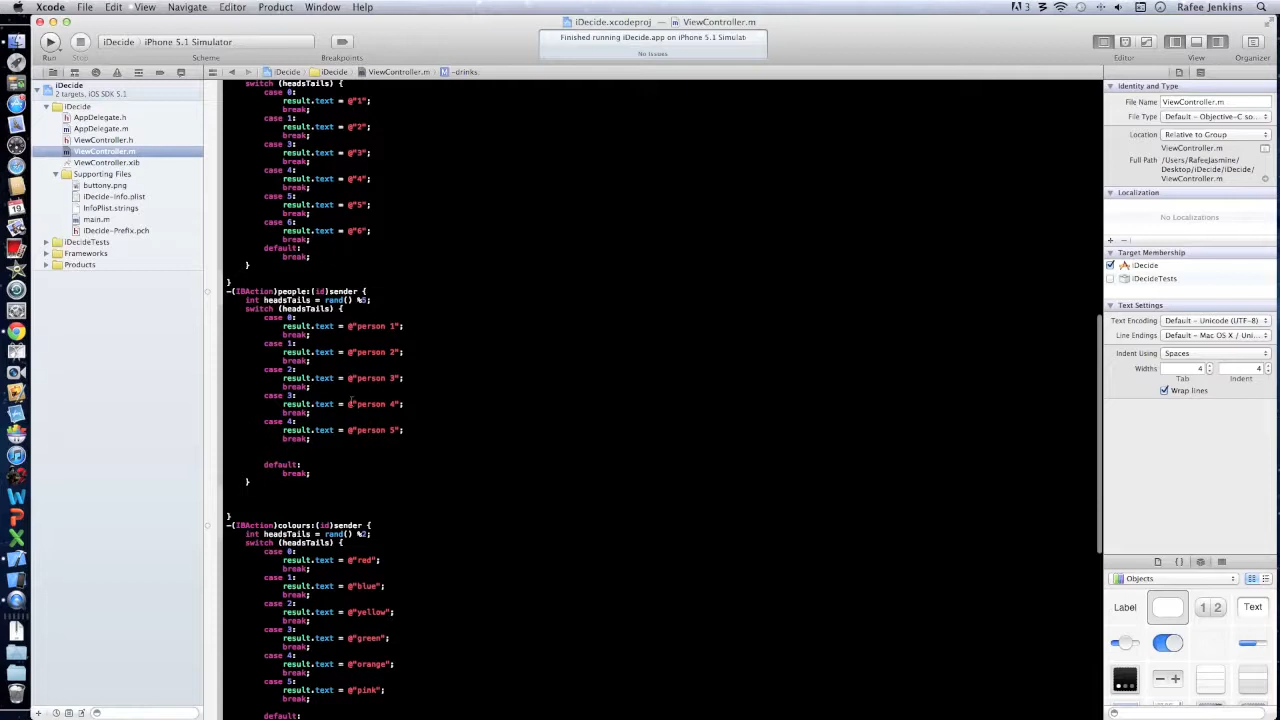 Xcode File Edit View Navigate Editor Product Window Help 3 Rafee Jenkins
iDecide.xcodeproj — ViewController.m
Run Stop
iDecide iPhone 5.1 Simulator
Scheme
Breakpoints
Finished running iDecide.app on iPhone 5.1 Simulat
No Issues
Editor View Organizer
iDecide iDecide ViewController.m -drinks:
iDecide
2 targets, iOS SDK 5.1
iDecide
AppDelegate.h
AppDelegate.m
ViewController.h
ViewController.m
ViewController.xib
Supporting Files
buttony.png
iDecide-Info.plist
InfoPlist.strings
main.m
iDecide-Prefix.pch
iDecideTests
Frameworks
Products
switch (headsTails) {
case 0:
result.text = @"1";
break;
case 1:
result.text = @"2";
break;
case 3:
result.text = @"3";
break;
case 4:
result.text = @"4";
break;
case 5:
result.text = @"5";
break;
case 6:
result.text = @"6";
break;
default:
break;
}
}
-(IBAction)people:(id)sender {
int headsTails = rand() %5;
switch (headsTails) {
case 0:
result.text = @"person 1";
break;
case 1:
result.text = @"person 2";
break;
case 2:
result.text = @"person 3";
break;
case 3:
result.text = @"person 4";
break;
case 4:
result.text = @"person 5";
break;
default:
break;
}
}
-(IBAction)colours:(id)sender {
int headsTails = rand() %2;
switch (headsTails) {
case 0:
result.text = @"red";
break;
case 1:
result.text = @"blue";
break;
case 2:
result.text = @"yellow";
break;
case 3:
result.text = @"green";
break;
case 4:
result.text = @"orange";
break;
case 5:
result.text = @"pink";
break;
default:
Identity and Type
File Name ViewController.m
File Type Default - Objective-C so...
Location Relative to Group
ViewController.m
Full Path /Users/RafeeJasmine/
Desktop/iDecide/iDecide/
ViewController.m
Localization
No Localizations
Target Membership
iDecide
iDecideTests
Text Settings
Text Encoding Default - Unicode (UTF-8)
Line Endings Default - Mac OS X / Uni...
Indent Using Spaces
Widths 4 4
Tab Indent
Wrap lines
Objects
Label 1 2 Text